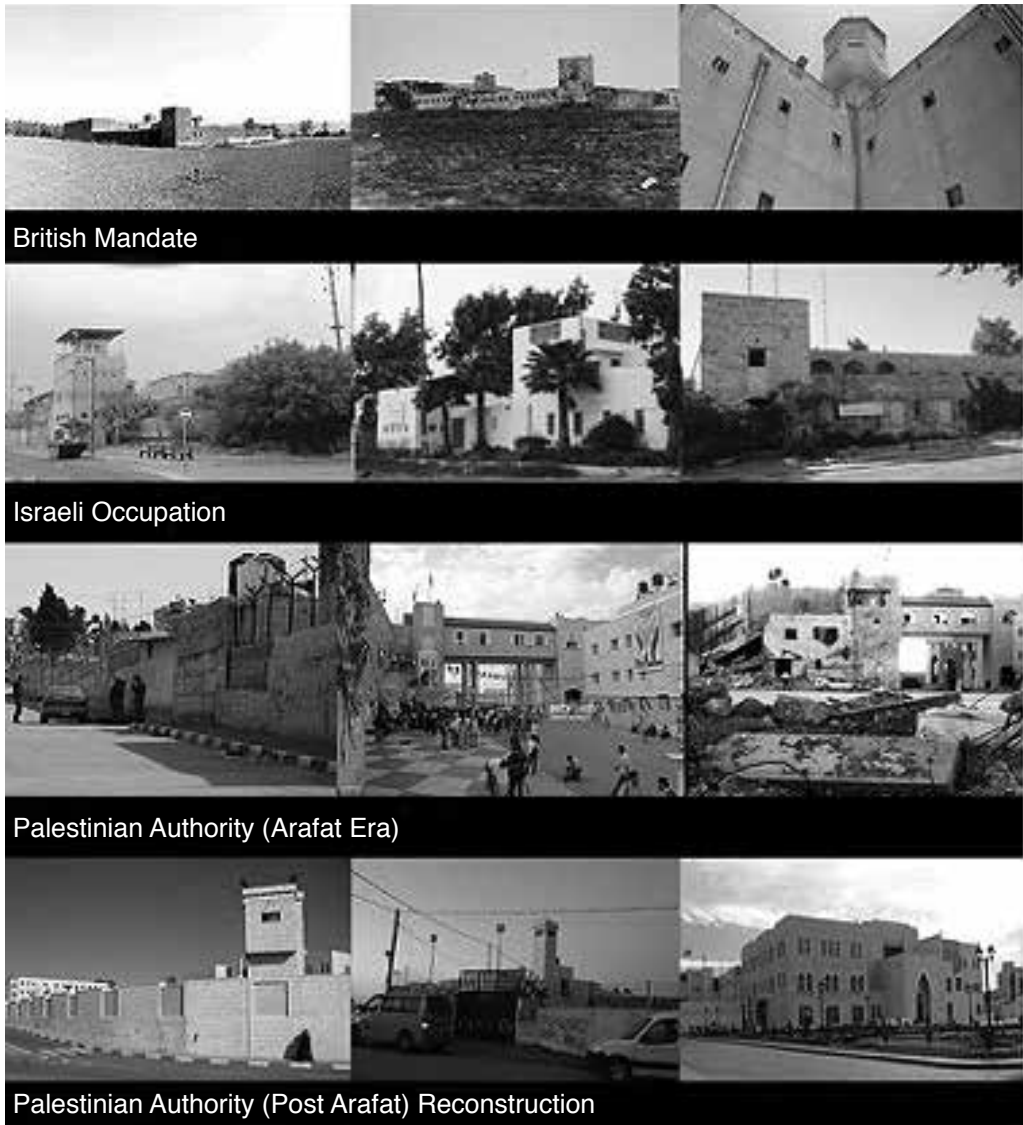 British Mandate
Israeli Occupation
Palestinian Authority (Arafat Era)
Palestinian Authority (Post Arafat) Reconstruction